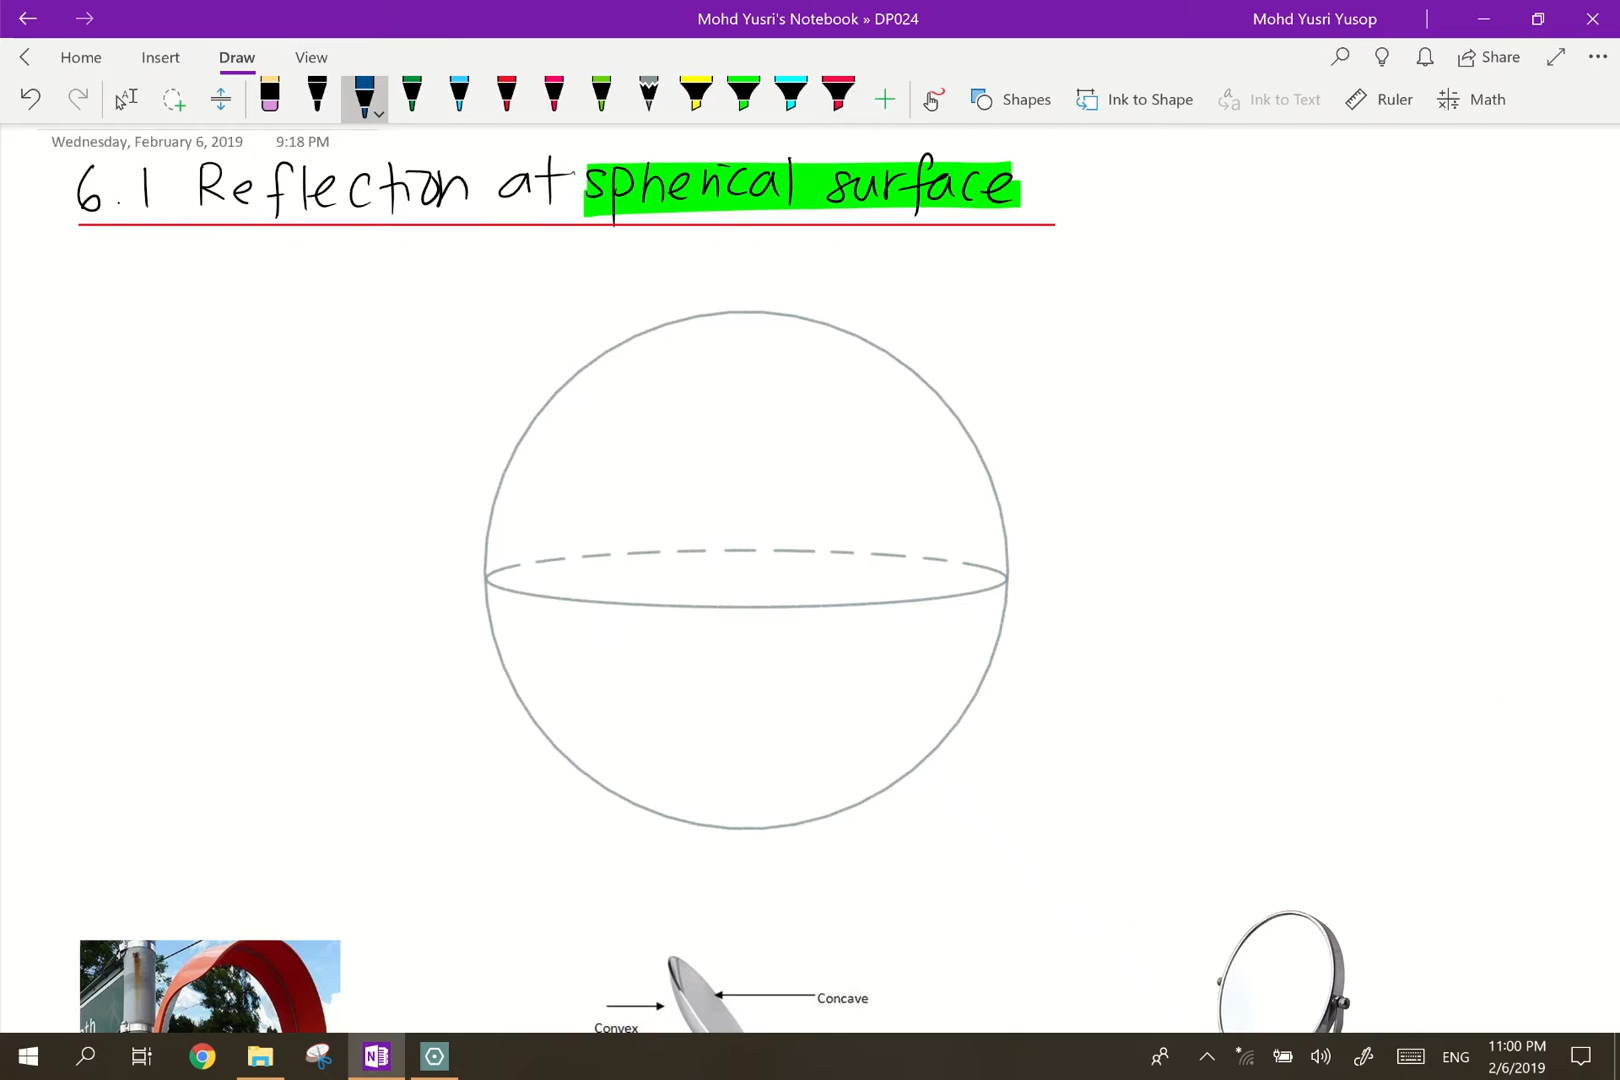 Mohd Yusri's Notebook » DP024
Mohd Yusri Yusop
Home
Insert
Draw
View
Share
Shapes
Ink to Shape
Ink to Text
Ruler
Math
Wednesday, February 6, 2019 9:18 PM
6.1 Reflection at spherical surface
Concave
Convex
ENG
11:00 PM
2/6/2019